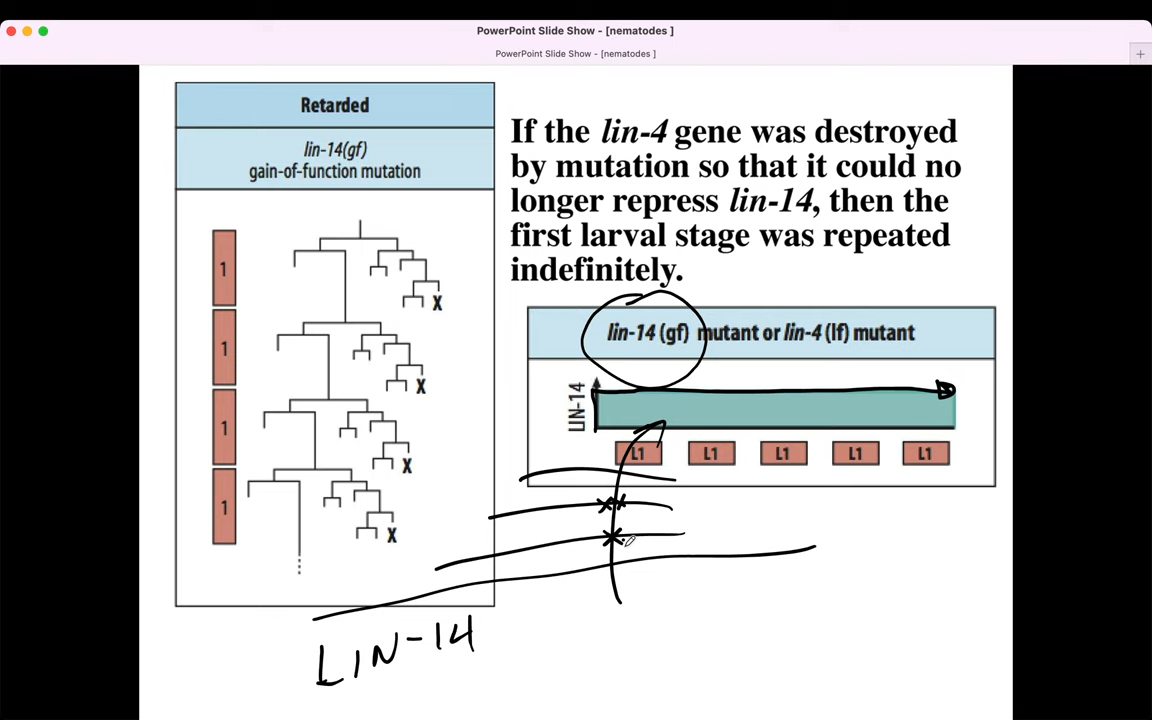 PowerPoint Slide Show - [nematodes ]
PowerPoint Slide Show - [nematodes ]
Retarded
lin-14(gf)
gain-of-function mutation
1
X
1
X
1
X
1
X
If the lin-4 gene was destroyed
by mutation so that it could no
longer repress lin-14, then the
first larval stage was repeated
indefinitely.
lin-14 (gf) mutant or lin-4 (lf) mutant
LIN-14
L1 L1 L1 L1 L1
LIN-14